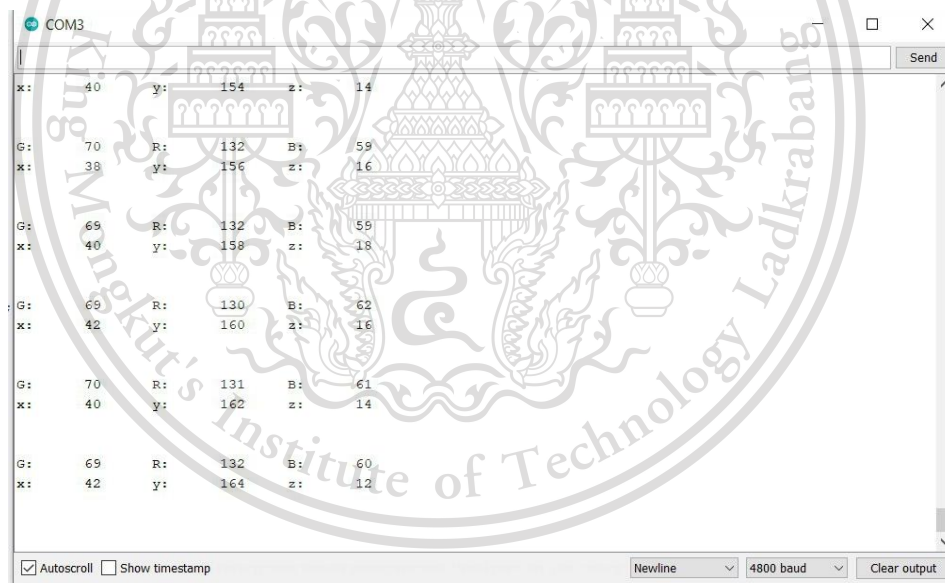 COM3
Send
x: 40 y: 154 z: 14
G: 70 R: 132 B: 59
x: 38 y: 156 z: 16
G: 69 R: 132 B: 59
x: 40 y: 158 z: 18
G: 69 R: 130 B: 62
x: 42 y: 160 z: 16
G: 70 R: 131 B: 61
x: 40 y: 162 z: 14
G: 69 R: 132 B: 60
x: 42 y: 164 z: 12
Autoscroll Show timestamp Newline 4800 baud Clear output
King Mongkut's Institute of Technology Ladkrabang